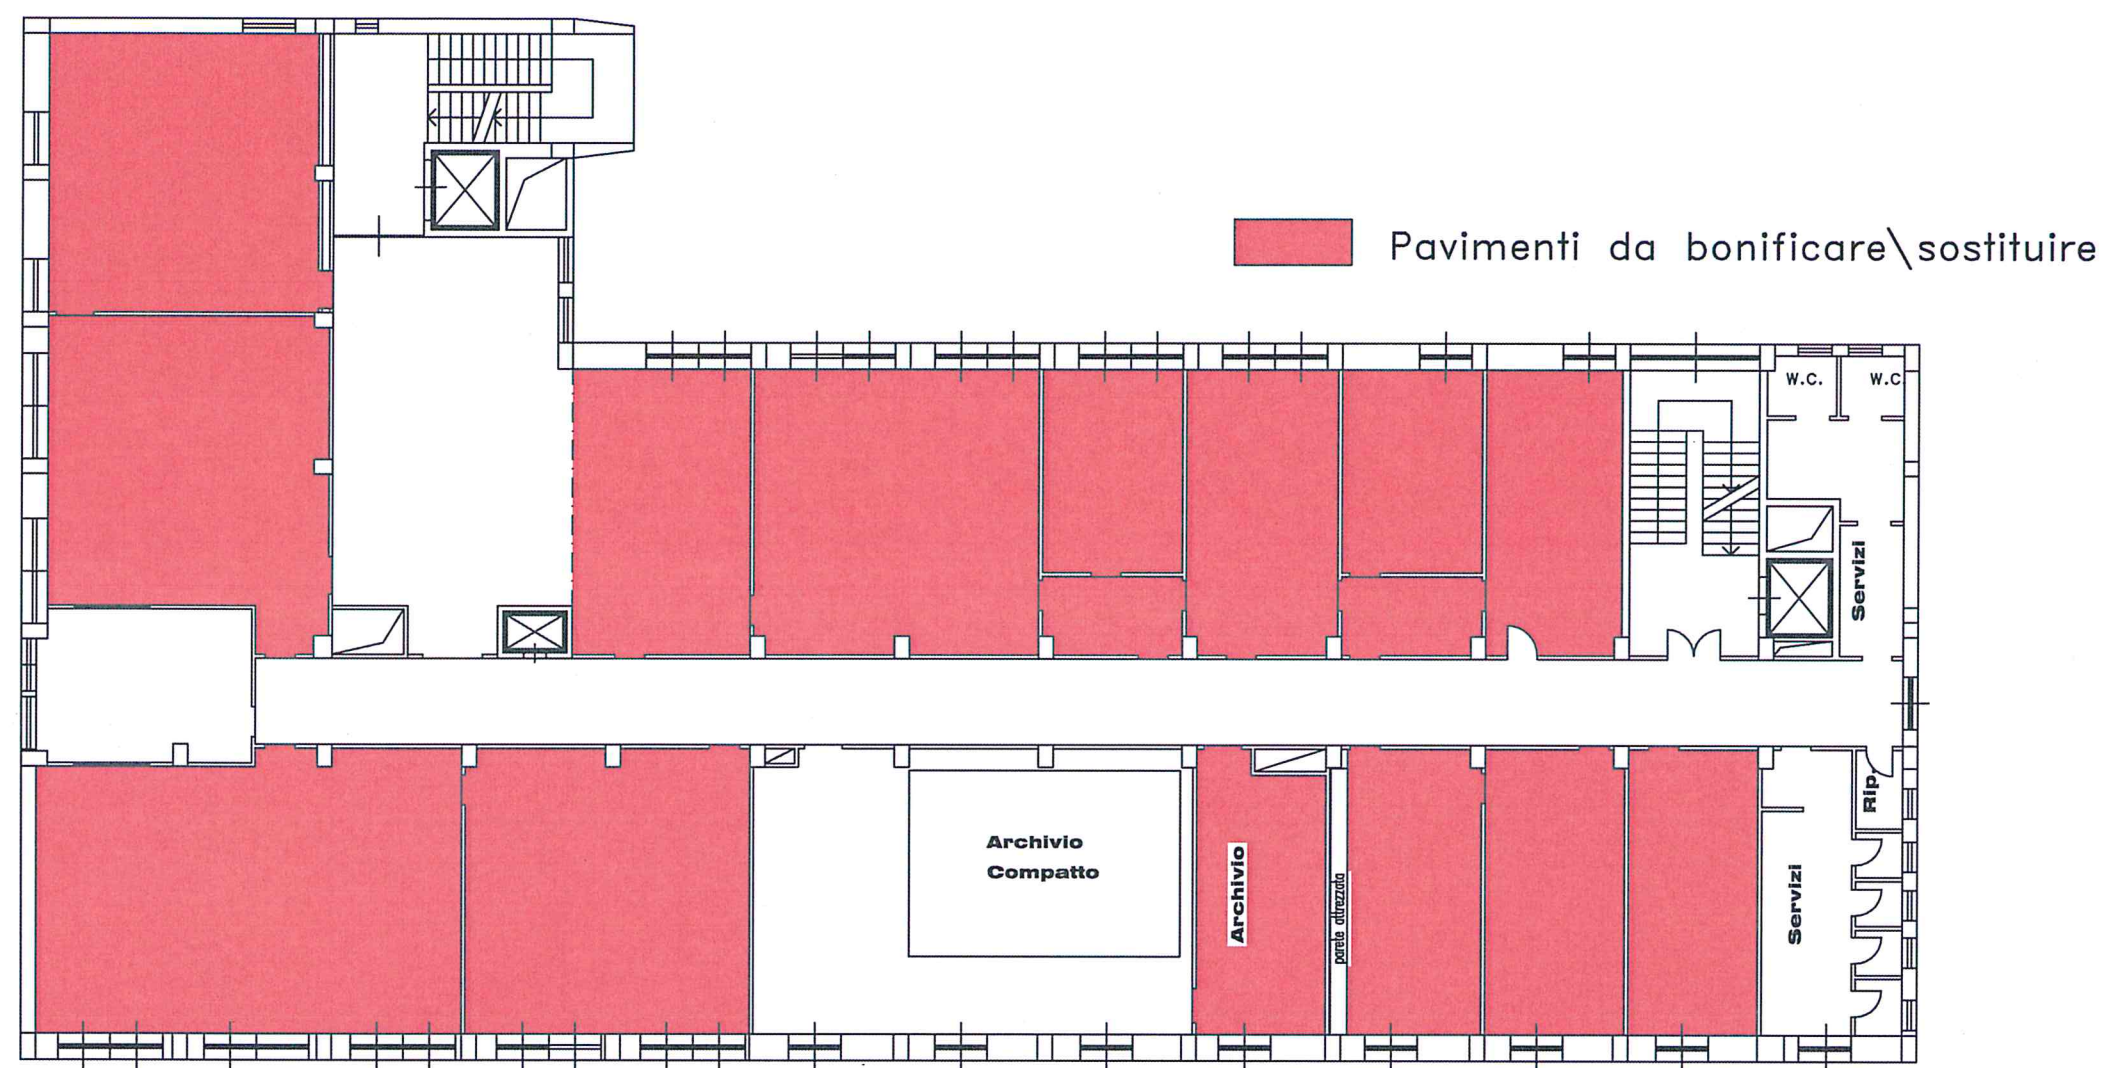 Pavimenti da bonificare\sostituire
W.C.
W.C
Servizi
Rip.
Archivio
Compatto
Archivio
parete attrezzata
Servizi